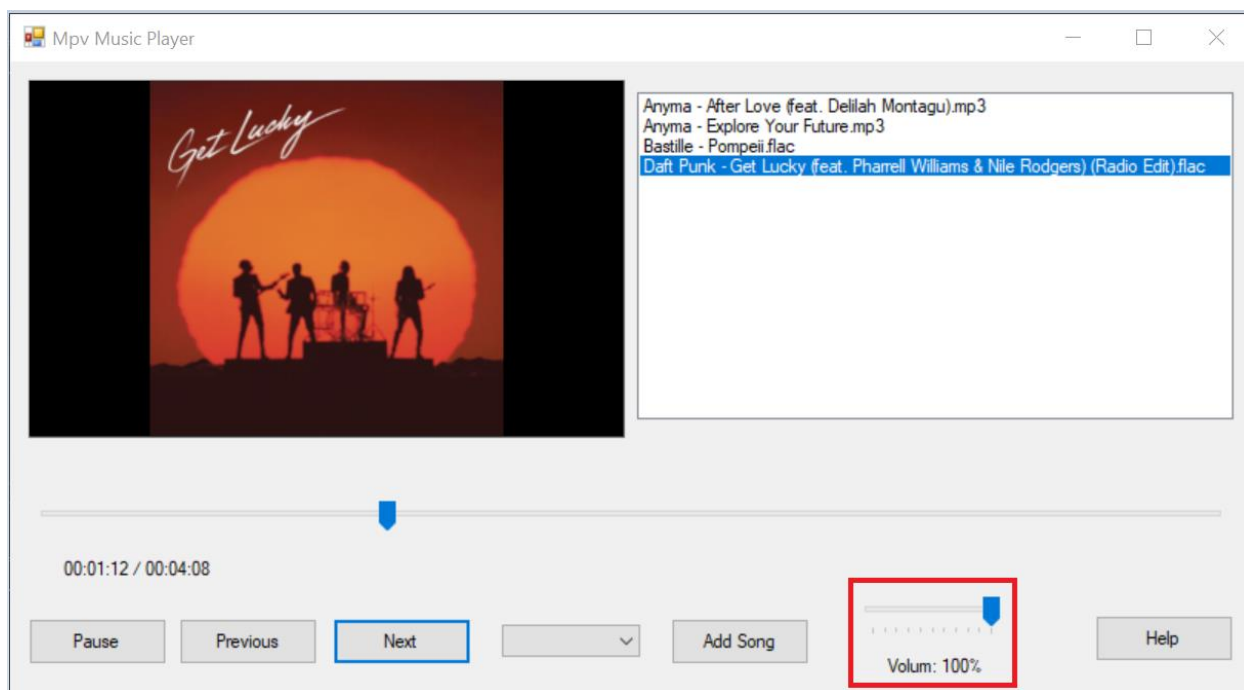 Mpv Music Player
Get Lucky
Anyma - After Love (feat. Delilah Montagu).mp3
Anyma - Explore Your Future.mp3
Bastille - Pompeii.flac
Daft Punk - Get Lucky (feat. Pharrell Williams & Nile Rodgers) (Radio Edit).flac
00:01:12 / 00:04:08
Pause
Previous
Next
Add Song
Volum: 100%
Help